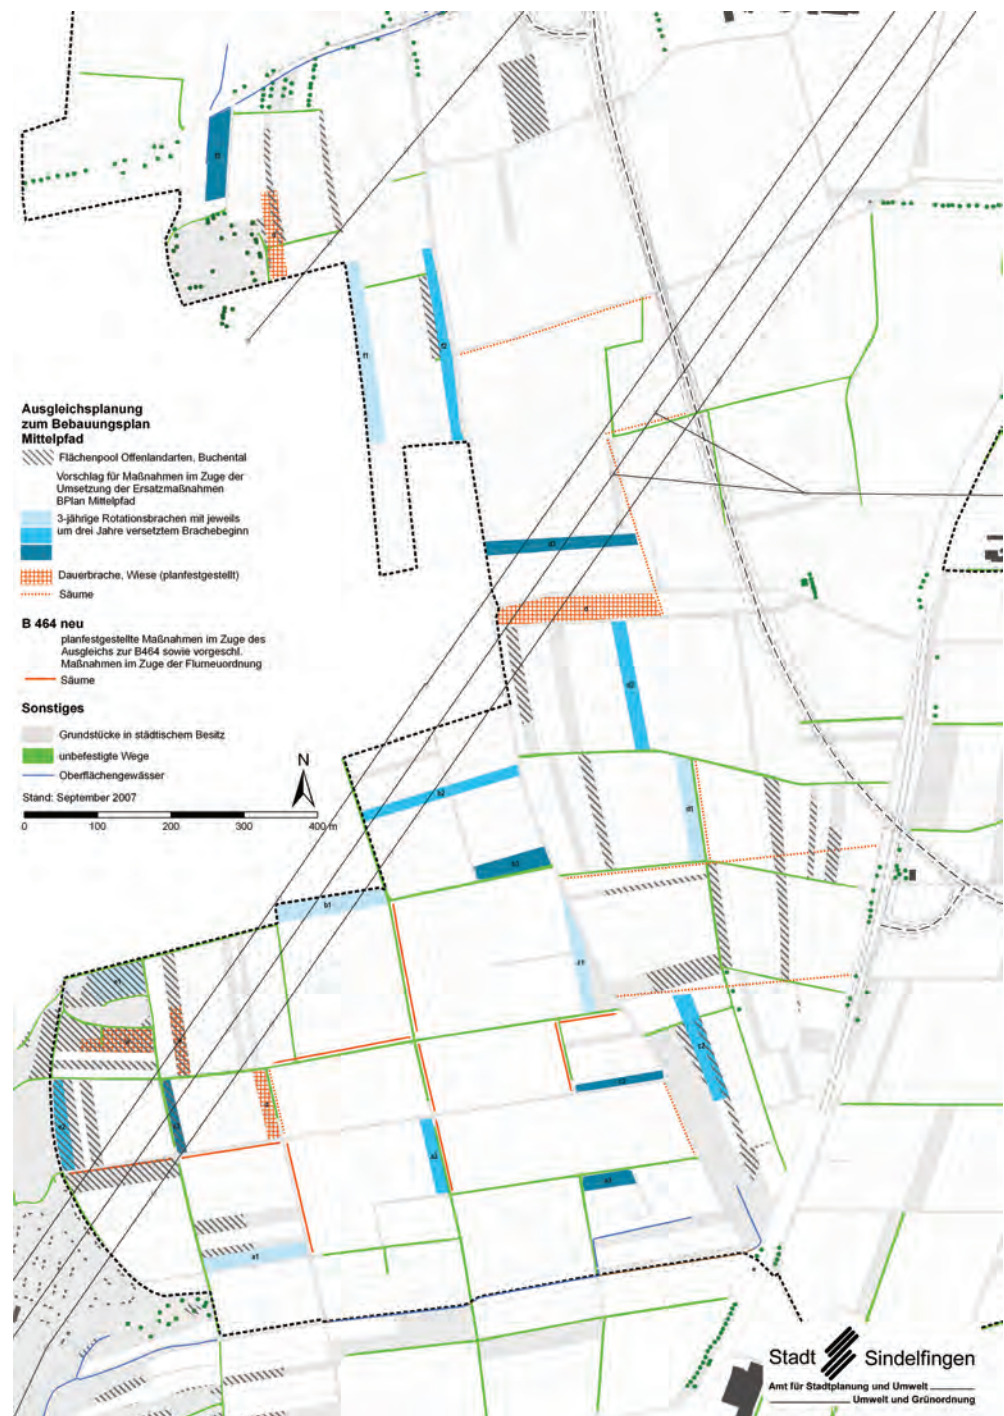 Ausgleichsplanung
zum Bebauungsplan
Mittelpfad
Flächenpool Offenlandarten, Buchental
Vorschlag für Maßnahmen im Zuge der
Umsetzung der Ersatzmaßnahmen
BPlan Mittelpfad
3-jährige Rotationsbrachen mit jeweils
um drei Jahre versetztem Brachebeginn
Dauerbrache, Wiese (planfestgestellt)
Säume
B 464 neu
planfestgestellte Maßnahmen im Zuge des
Ausgleichs zur B464 sowie vorgeschl.
Maßnahmen im Zuge der Flurneuordnung
Säume
Sonstiges
Grundstücke in städtischem Besitz
unbefestigte Wege
Oberflächengewässer
Stand: September 2007
N
0 100 200 300 400 m
f1
b2
b1
a1
Stadt Sindelfingen
Amt für Stadtplanung und Umwelt
Umwelt und Grünordnung